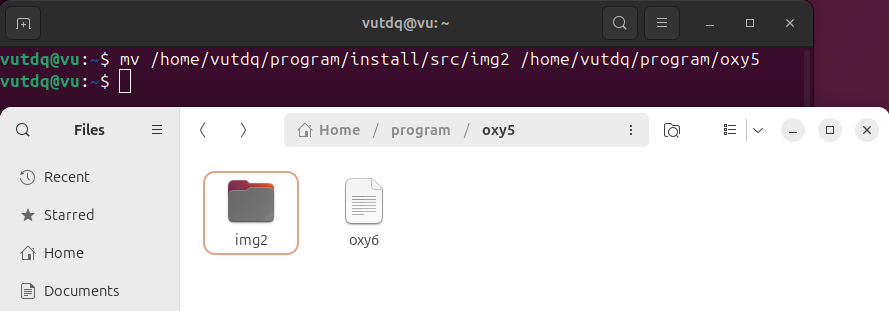 vutdq@vu: ~
vutdq@vu:~$ mv /home/vutdq/program/install/src/img2 /home/vutdq/program/oxy5
vutdq@vu:~$
Files
Home / program / oxy5
Recent
Starred
Home
Documents
img2
oxy6